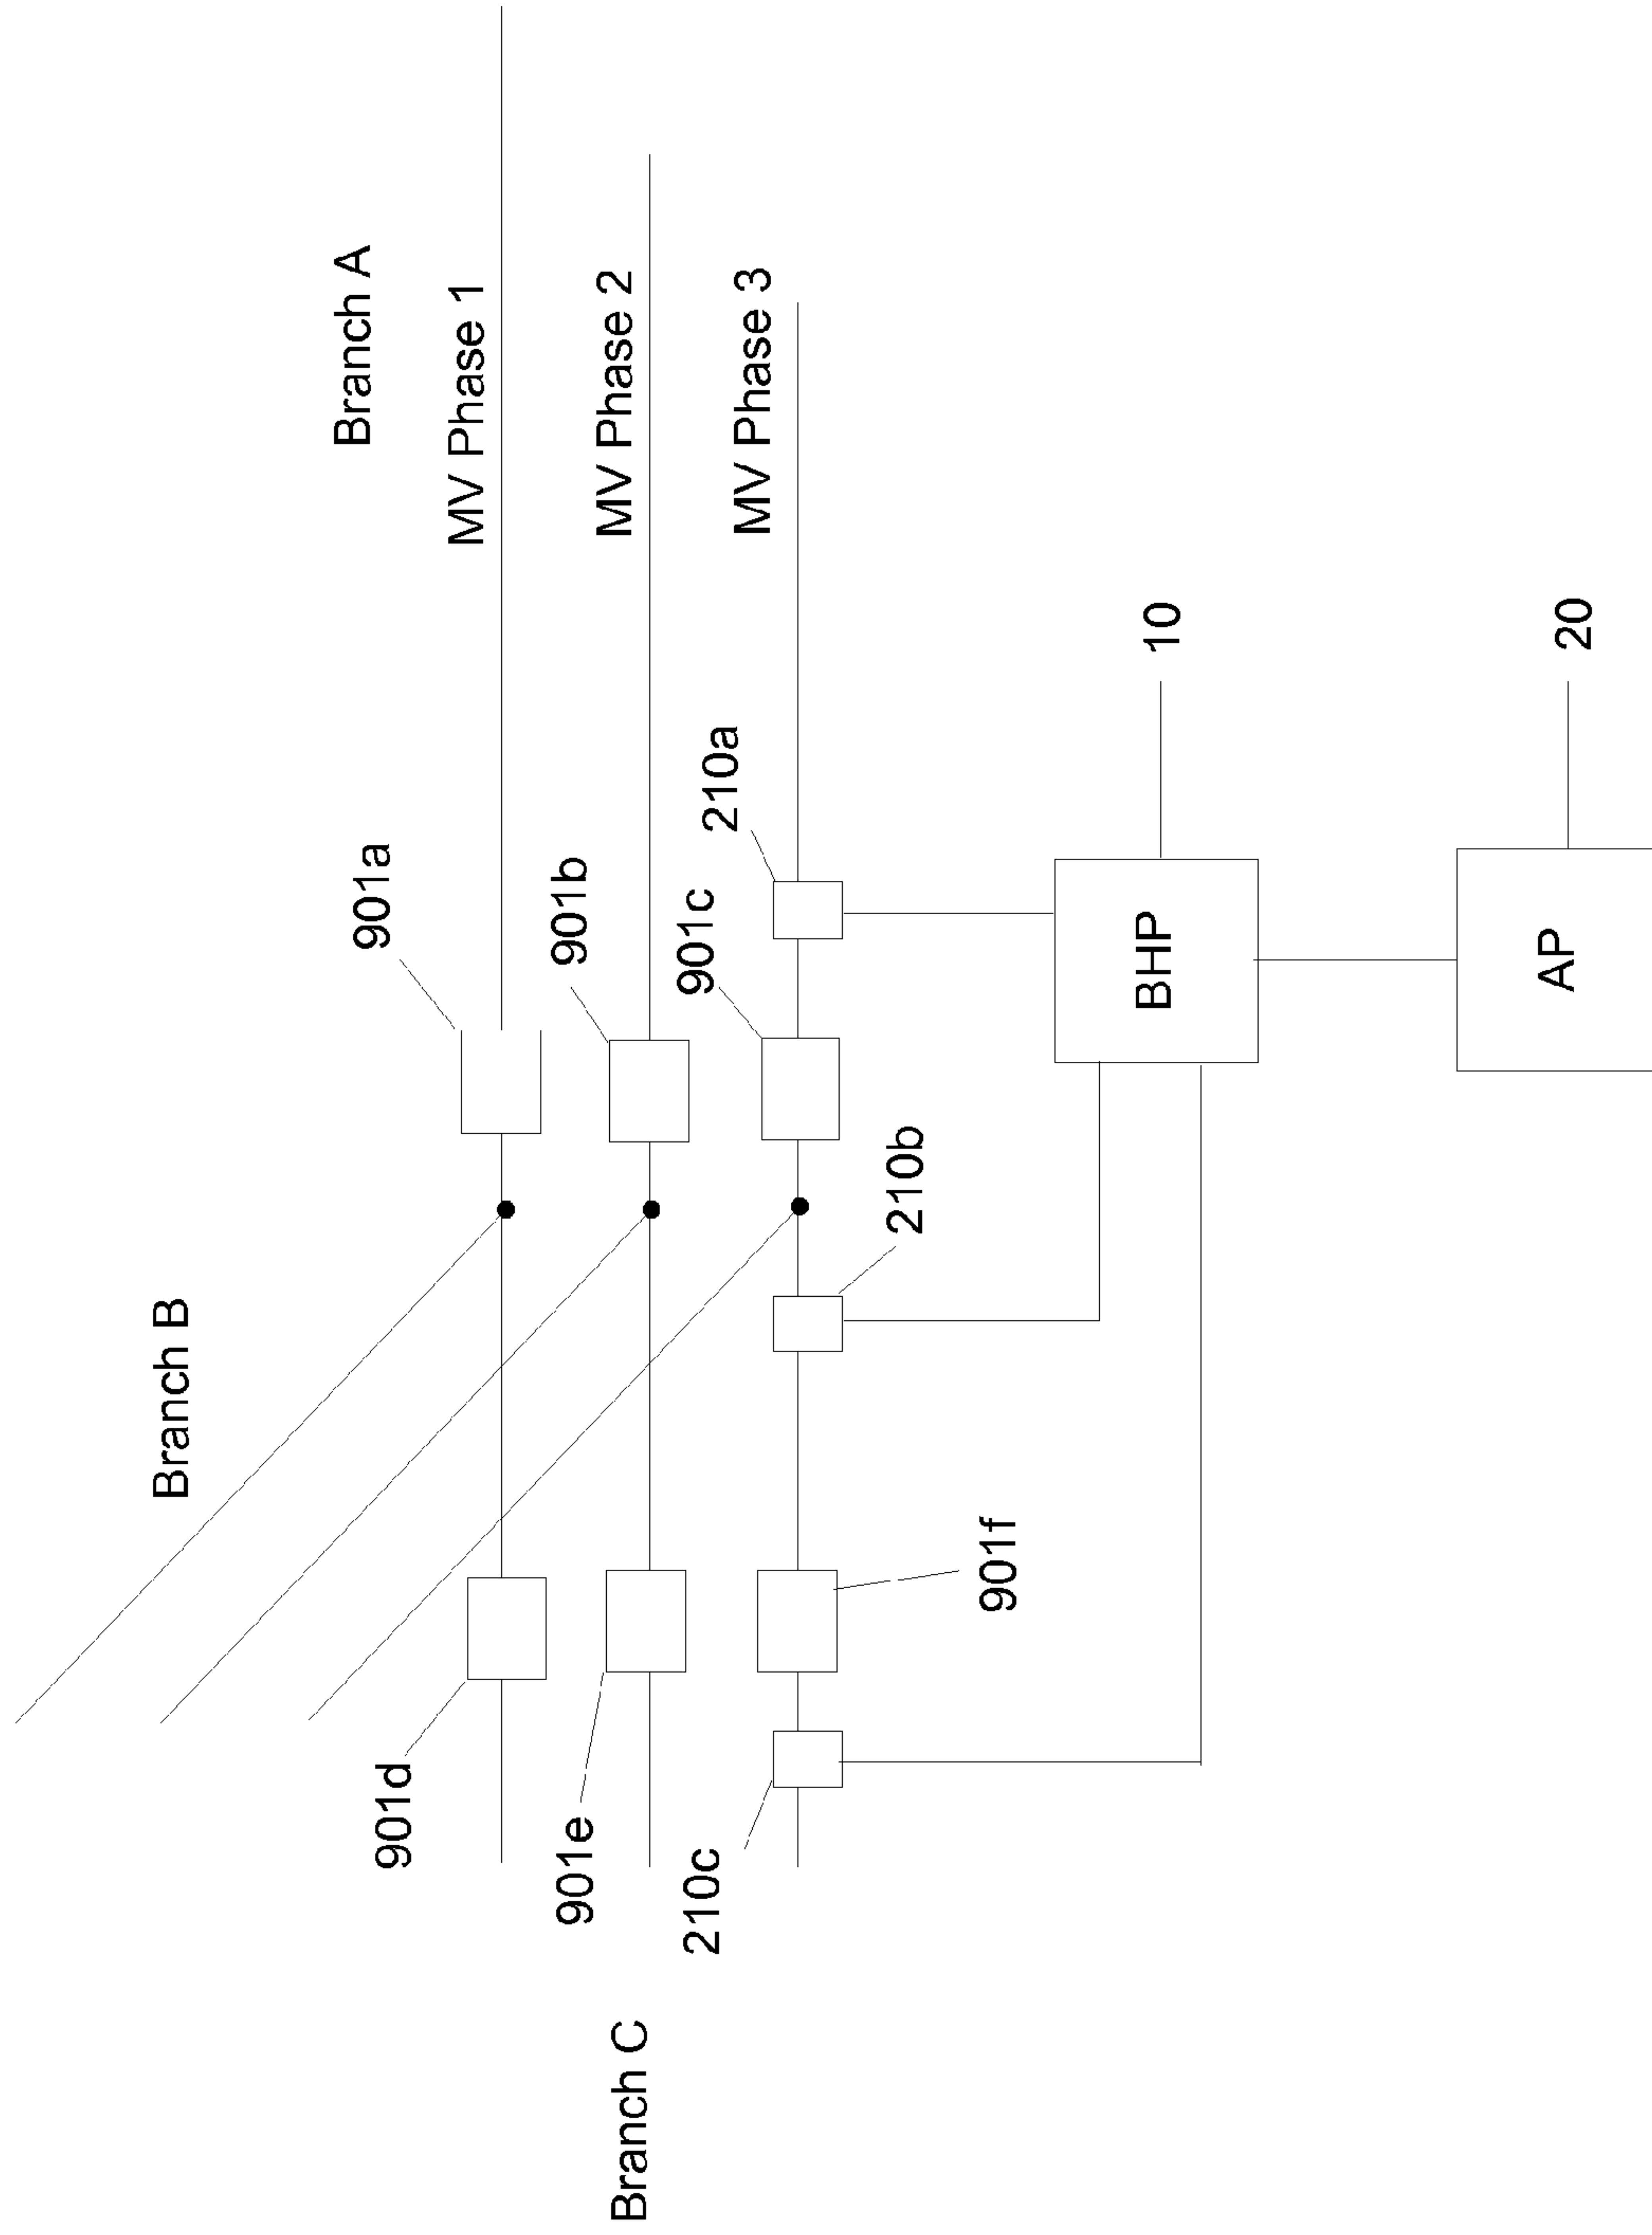 Branch A
MV Phase 1
MV Phase 2
MV Phase 3
Branch B
Branch C
901a
901b
901c
210a
210b
901d
901e
901f
210c
BHP
10
AP
20